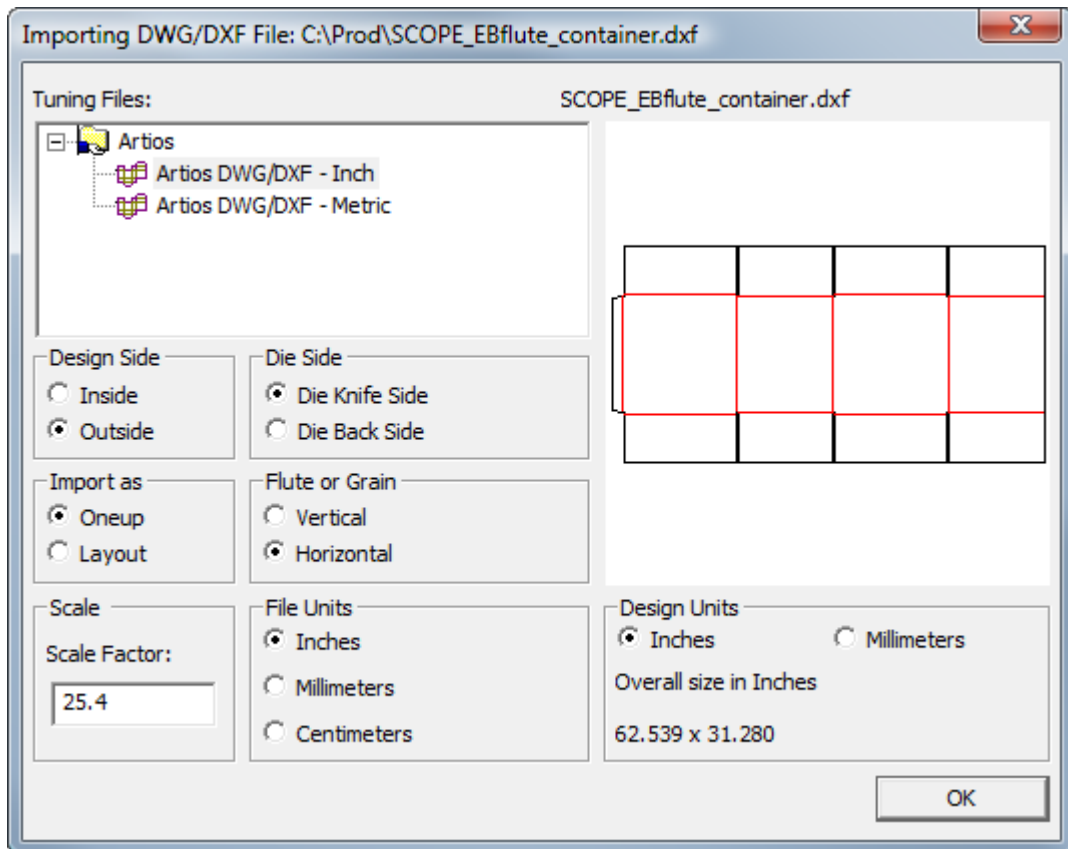 Importing DWG/DXF File: C:\Prod\SCOPE_EBflute_container.dxf
Tuning Files:
SCOPE_EBflute_container.dxf
Artios
Artios DWG/DXF - Inch
Artios DWG/DXF - Metric
Design Side
Inside
Outside
Die Side
Die Knife Side
Die Back Side
Import as
Oneup
Layout
Flute or Grain
Vertical
Horizontal
Scale
Scale Factor:
25.4
File Units
Inches
Millimeters
Centimeters
Design Units
Inches Millimeters
Overall size in Inches
62.539 x 31.280
OK